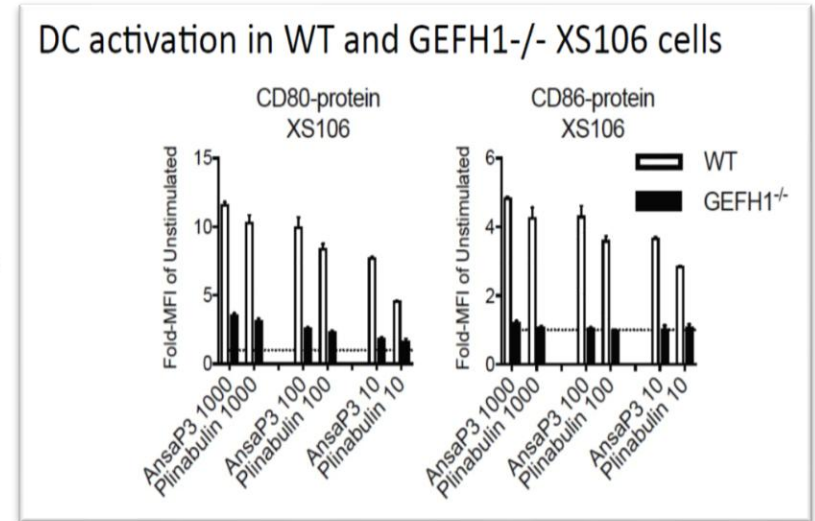 DC activation in WT and GEFH1-/- XS106 cells
CD80-protein
XS106
Fold-MFI of Unstimulated
15
10
5
0
AnsaP3 1000
Plinabulin 1000
AnsaP3 100
Plinabulin 100
AnsaP3 10
Plinabulin 10
CD86-protein
XS106
Fold-MFI of Unstimulated
6
4
2
0
AnsaP3 1000
Plinabulin 1000
AnsaP3 100
Plinabulin 100
AnsaP3 10
Plinabulin 10
WT
GEFH1-/-